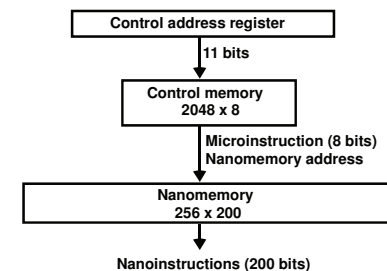 Control address register
11 bits
Control memory
2048 x 8
Microinstruction (8 bits)
Nanomemory address
Nanomemory
256 x 200
Nanoinstructions (200 bits)